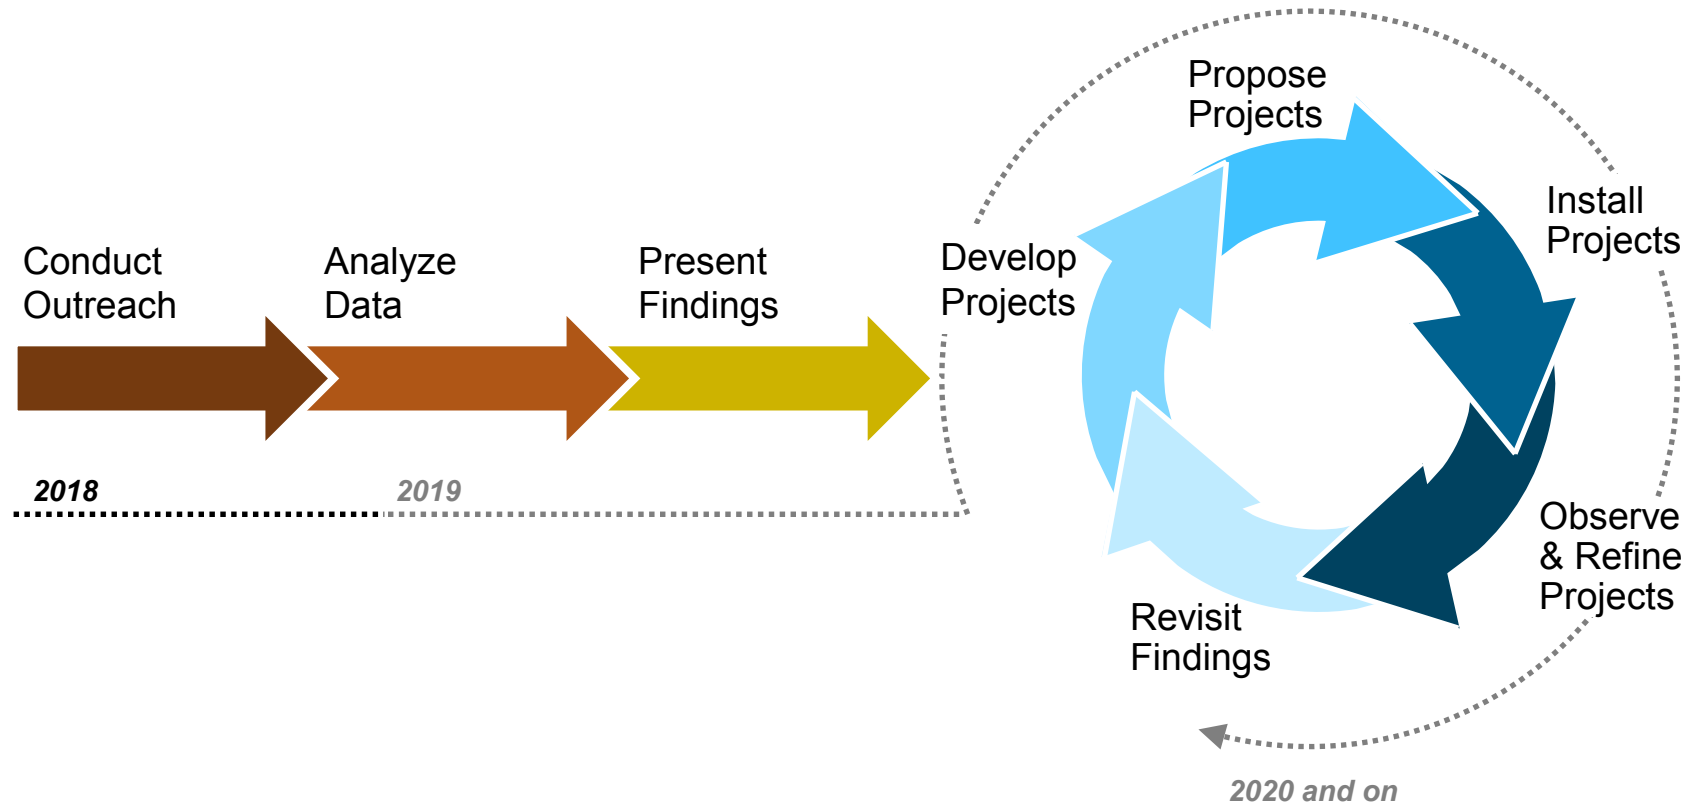 Conduct
Outreach
Analyze
Data
Present
Findings
2018
2019
Develop
Projects
Propose
Projects
Install
Projects
Observe
& Refine
Projects
Revisit
Findings
2020 and on